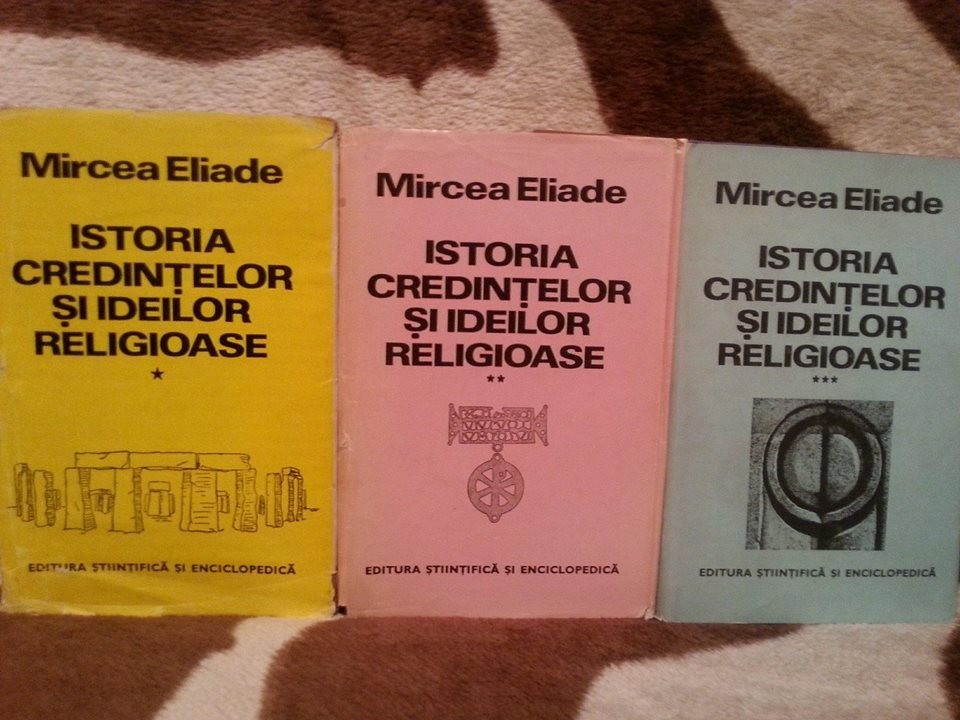 Mircea Eliade
ISTORIA
CREDINȚELOR
ȘI IDEILOR
RELIGIOASE
★
EDITURA ȘTIINȚIFICĂ ȘI ENCICLOPEDICĂ
Mircea Eliade
ISTORIA
CREDINȚELOR
ȘI IDEILOR
RELIGIOASE
★★
EDITURA ȘTIINȚIFICĂ ȘI ENCICLOPEDICĂ
Mircea Eliade
ISTORIA
CREDINȚELOR
ȘI IDEILOR
RELIGIOASE
★★★
EDITURA ȘTIINȚIFICĂ ȘI ENCICLOPEDICĂ